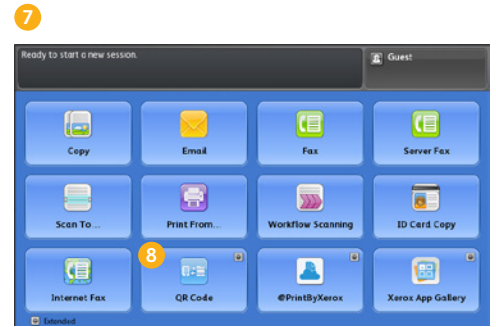 7
Ready to start a new session.
Guest
Copy
Email
Fax
Server Fax
Scan To...
Print From...
Workflow Scanning
ID Card Copy
8
Internet Fax
QR Code
@PrintByXerox
Xerox App Gallery
Extended